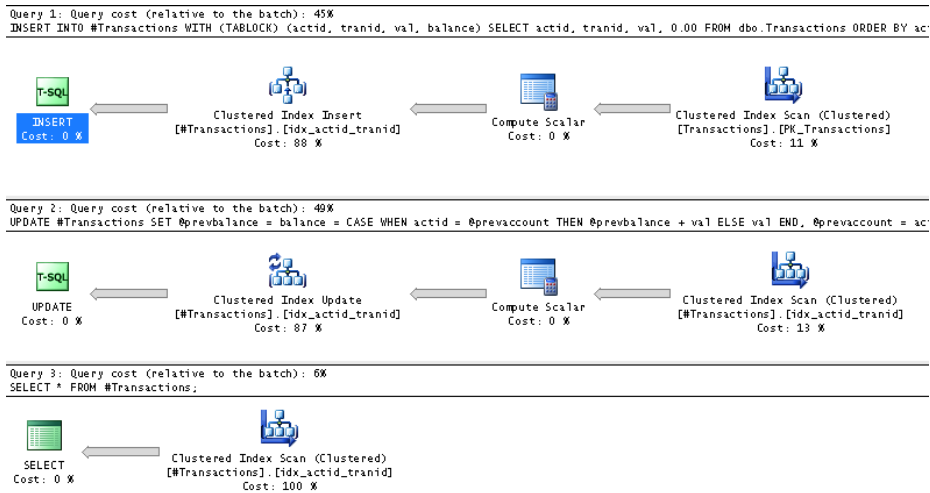 Query 1: Query cost (relative to the batch): 45%
INSERT INTO #Transactions WITH (TABLOCK) (actid, tranid, val, balance) SELECT actid, tranid, val, 0.00 FROM dbo.Transactions ORDER BY act
T-SQL
INSERT
Cost: 0 %
Clustered Index Insert
[#Transactions].[idx_actid_tranid]
Cost: 88 %
Compute Scalar
Cost: 0 %
Clustered Index Scan (Clustered)
[Transactions].[PK_Transactions]
Cost: 11 %
Query 2: Query cost (relative to the batch): 49%
UPDATE #Transactions SET @prevbalance = balance = CASE WHEN actid = @prevaccount THEN @prevbalance + val ELSE val END, @prevaccount = act
T-SQL
UPDATE
Cost: 0 %
Clustered Index Update
[#Transactions].[idx_actid_tranid]
Cost: 87 %
Compute Scalar
Cost: 0 %
Clustered Index Scan (Clustered)
[#Transactions].[idx_actid_tranid]
Cost: 13 %
Query 3: Query cost (relative to the batch): 6%
SELECT * FROM #Transactions;
SELECT
Cost: 0 %
Clustered Index Scan (Clustered)
[#Transactions].[idx_actid_tranid]
Cost: 100 %